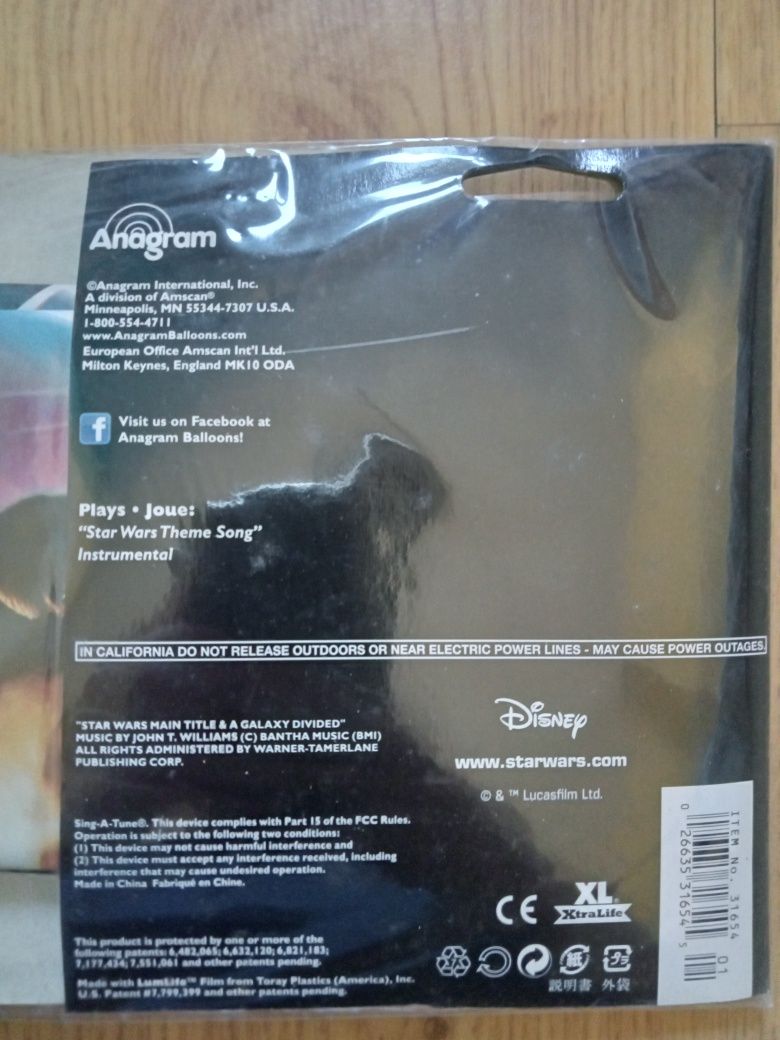 Anagram
©Anagram International, Inc.
A division of Amscan®
Minneapolis, MN 55344-7307 U.S.A.
1-800-554-4711
www.AnagramBalloons.com
European Office Amscan Int'l Ltd.
Milton Keynes, England MK10 ODA
f
Visit us on Facebook at
Anagram Balloons!
Plays • Joue:
"Star Wars Theme Song"
Instrumental
IN CALIFORNIA DO NOT RELEASE OUTDOORS OR NEAR ELECTRIC POWER LINES - MAY CAUSE POWER OUTAGES.
"STAR WARS MAIN TITLE & A GALAXY DIVIDED"
MUSIC BY JOHN T. WILLIAMS (C) BANTHA MUSIC (BMI)
ALL RIGHTS ADMINISTERED BY WARNER-TAMERLANE
PUBLISHING CORP.
Disney
www.starwars.com
© & ™ Lucasfilm Ltd.
Sing-A-Tune®. This device complies with Part 15 of the FCC Rules.
Operation is subject to the following two conditions:
(1) This device may not cause harmful interference and
(2) This device must accept any interference received, including
interference that may cause undesired operation.
Made in China Fabriqué en Chine.
This product is protected by one or more of the
following patents: 6,482,065; 6,632,120; 6,821,183;
7,177,434; 7,551,061 and other patents pending.
Made with LumLife™ Film from Toray Plastics (America), Inc.
U.S. Patent #7,799,399 and other patents pending.
CE
XL®
XtraLife
紙
プラ
説明書 外袋
ITEM No. 31654
0 26635 31654 5
01